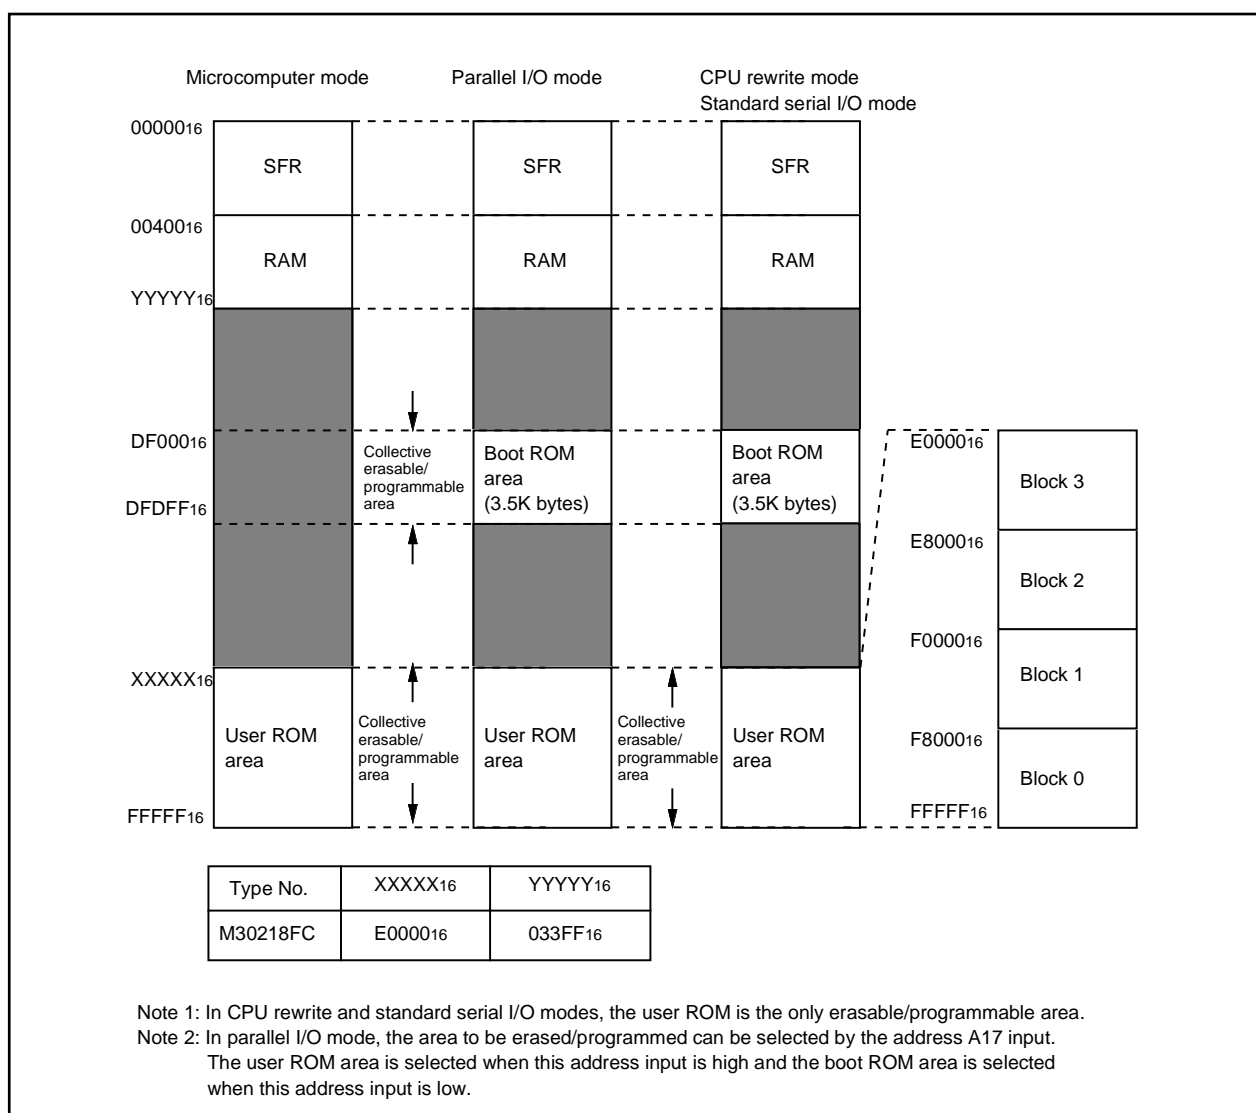 Microcomputer mode
Parallel I/O mode
CPU rewrite mode
Standard serial I/O mode
0000016
SFR
SFR
SFR
0040016
RAM
RAM
RAM
YYYYY16
DF00016
Collective
erasable/
programmable
area
Boot ROM
area
(3.5K bytes)
Boot ROM
area
(3.5K bytes)
DFDFF16
E000016
Block 3
E800016
Block 2
F000016
Block 1
F800016
Block 0
FFFFF16
XXXXX16
User ROM
area
Collective
erasable/
programmable
area
User ROM
area
Collective
erasable/
programmable
area
User ROM
area
FFFFF16
Type No.
XXXXX16
YYYYY16
M30218FC
E000016
033FF16
Note 1: In CPU rewrite and standard serial I/O modes, the user ROM is the only erasable/programmable area.
Note 2: In parallel I/O mode, the area to be erased/programmed can be selected by the address A17 input.
The user ROM area is selected when this address input is high and the boot ROM area is selected
when this address input is low.